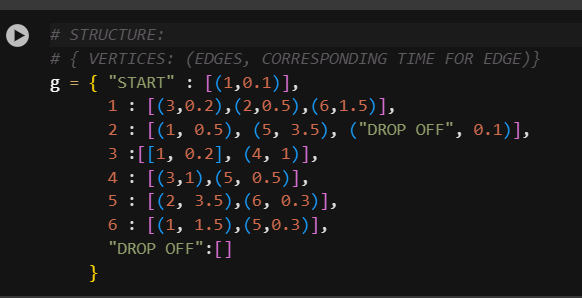 # STRUCTURE:
# { VERTICES: (EDGES, CORRESPONDING TIME FOR EDGE)}
g = { "START" : [(1,0.1)],
1 : [(3,0.2),(2,0.5),(6,1.5)],
2 : [(1, 0.5), (5, 3.5), ("DROP OFF", 0.1)],
3 :[[1, 0.2], (4, 1)],
4 : [(3,1),(5, 0.5)],
5 : [(2, 3.5),(6, 0.3)],
6 : [(1, 1.5),(5,0.3)],
"DROP OFF":[]
}